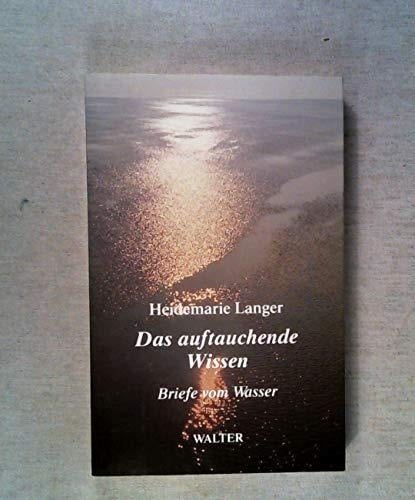 Heidemarie Langer
Das auftauchende
Wissen
Briefe vom Wasser
WALTER